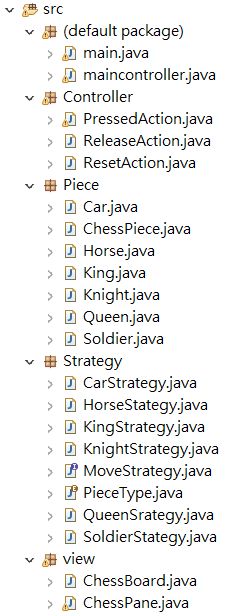 src
(default package)
main.java
maincontroller.java
Controller
PressedAction.java
ReleaseAction.java
ResetAction.java
Piece
Car.java
ChessPiece.java
Horse.java
King.java
Knight.java
Queen.java
Soldier.java
Strategy
CarStrategy.java
HorseStategy.java
KingStrategy.java
KnightStrategy.java
MoveStrategy.java
PieceType.java
QueenSrategy.java
SoldierStategy.java
view
ChessBoard.java
ChessPane.java